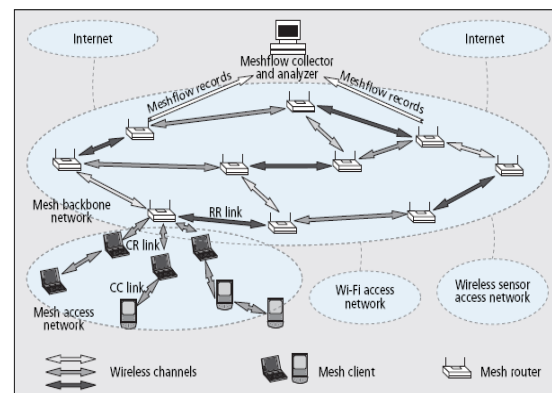 Internet
Internet
Meshflow collector
and analyzer
Meshflow records
Meshflow records
Mesh backbone
network
RR link
CR link
CC link
Mesh access
network
Wi-Fi access
network
Wireless sensor
access network
Wireless channels
Mesh client
Mesh router